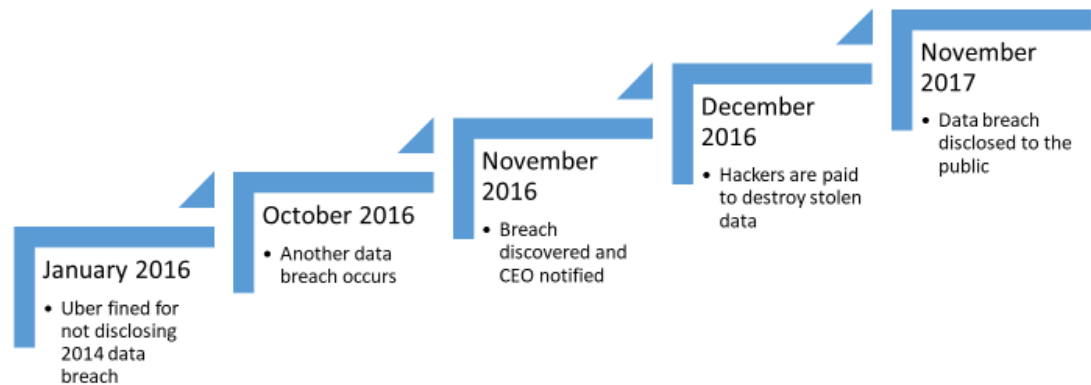 January 2016
• Uber fined for
not disclosing
2014 data
breach
October 2016
• Another data
breach occurs
November
2016
• Breach
discovered and
CEO notified
December
2016
• Hackers are paid
to destroy stolen
data
November
2017
• Data breach
disclosed to the
public